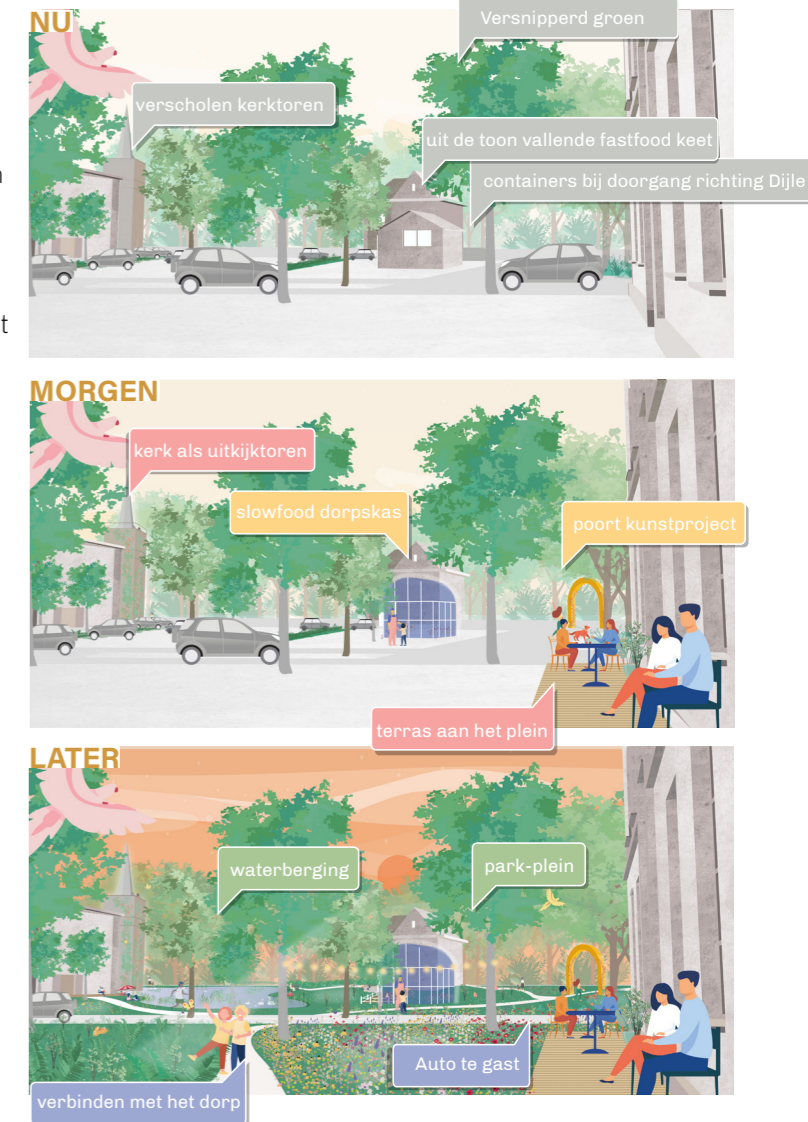 NU
Versnipperd groen
verscholen kerktoren
uit de toon vallende fastfood keet
containers bij doorgang richting Dijle
n
t
MORGEN
kerk als uitkijktoren
slowfood dorpskas
poort kunstproject
terras aan het plein
LATER
waterberging
park-plein
Auto te gast
verbinden met het dorp